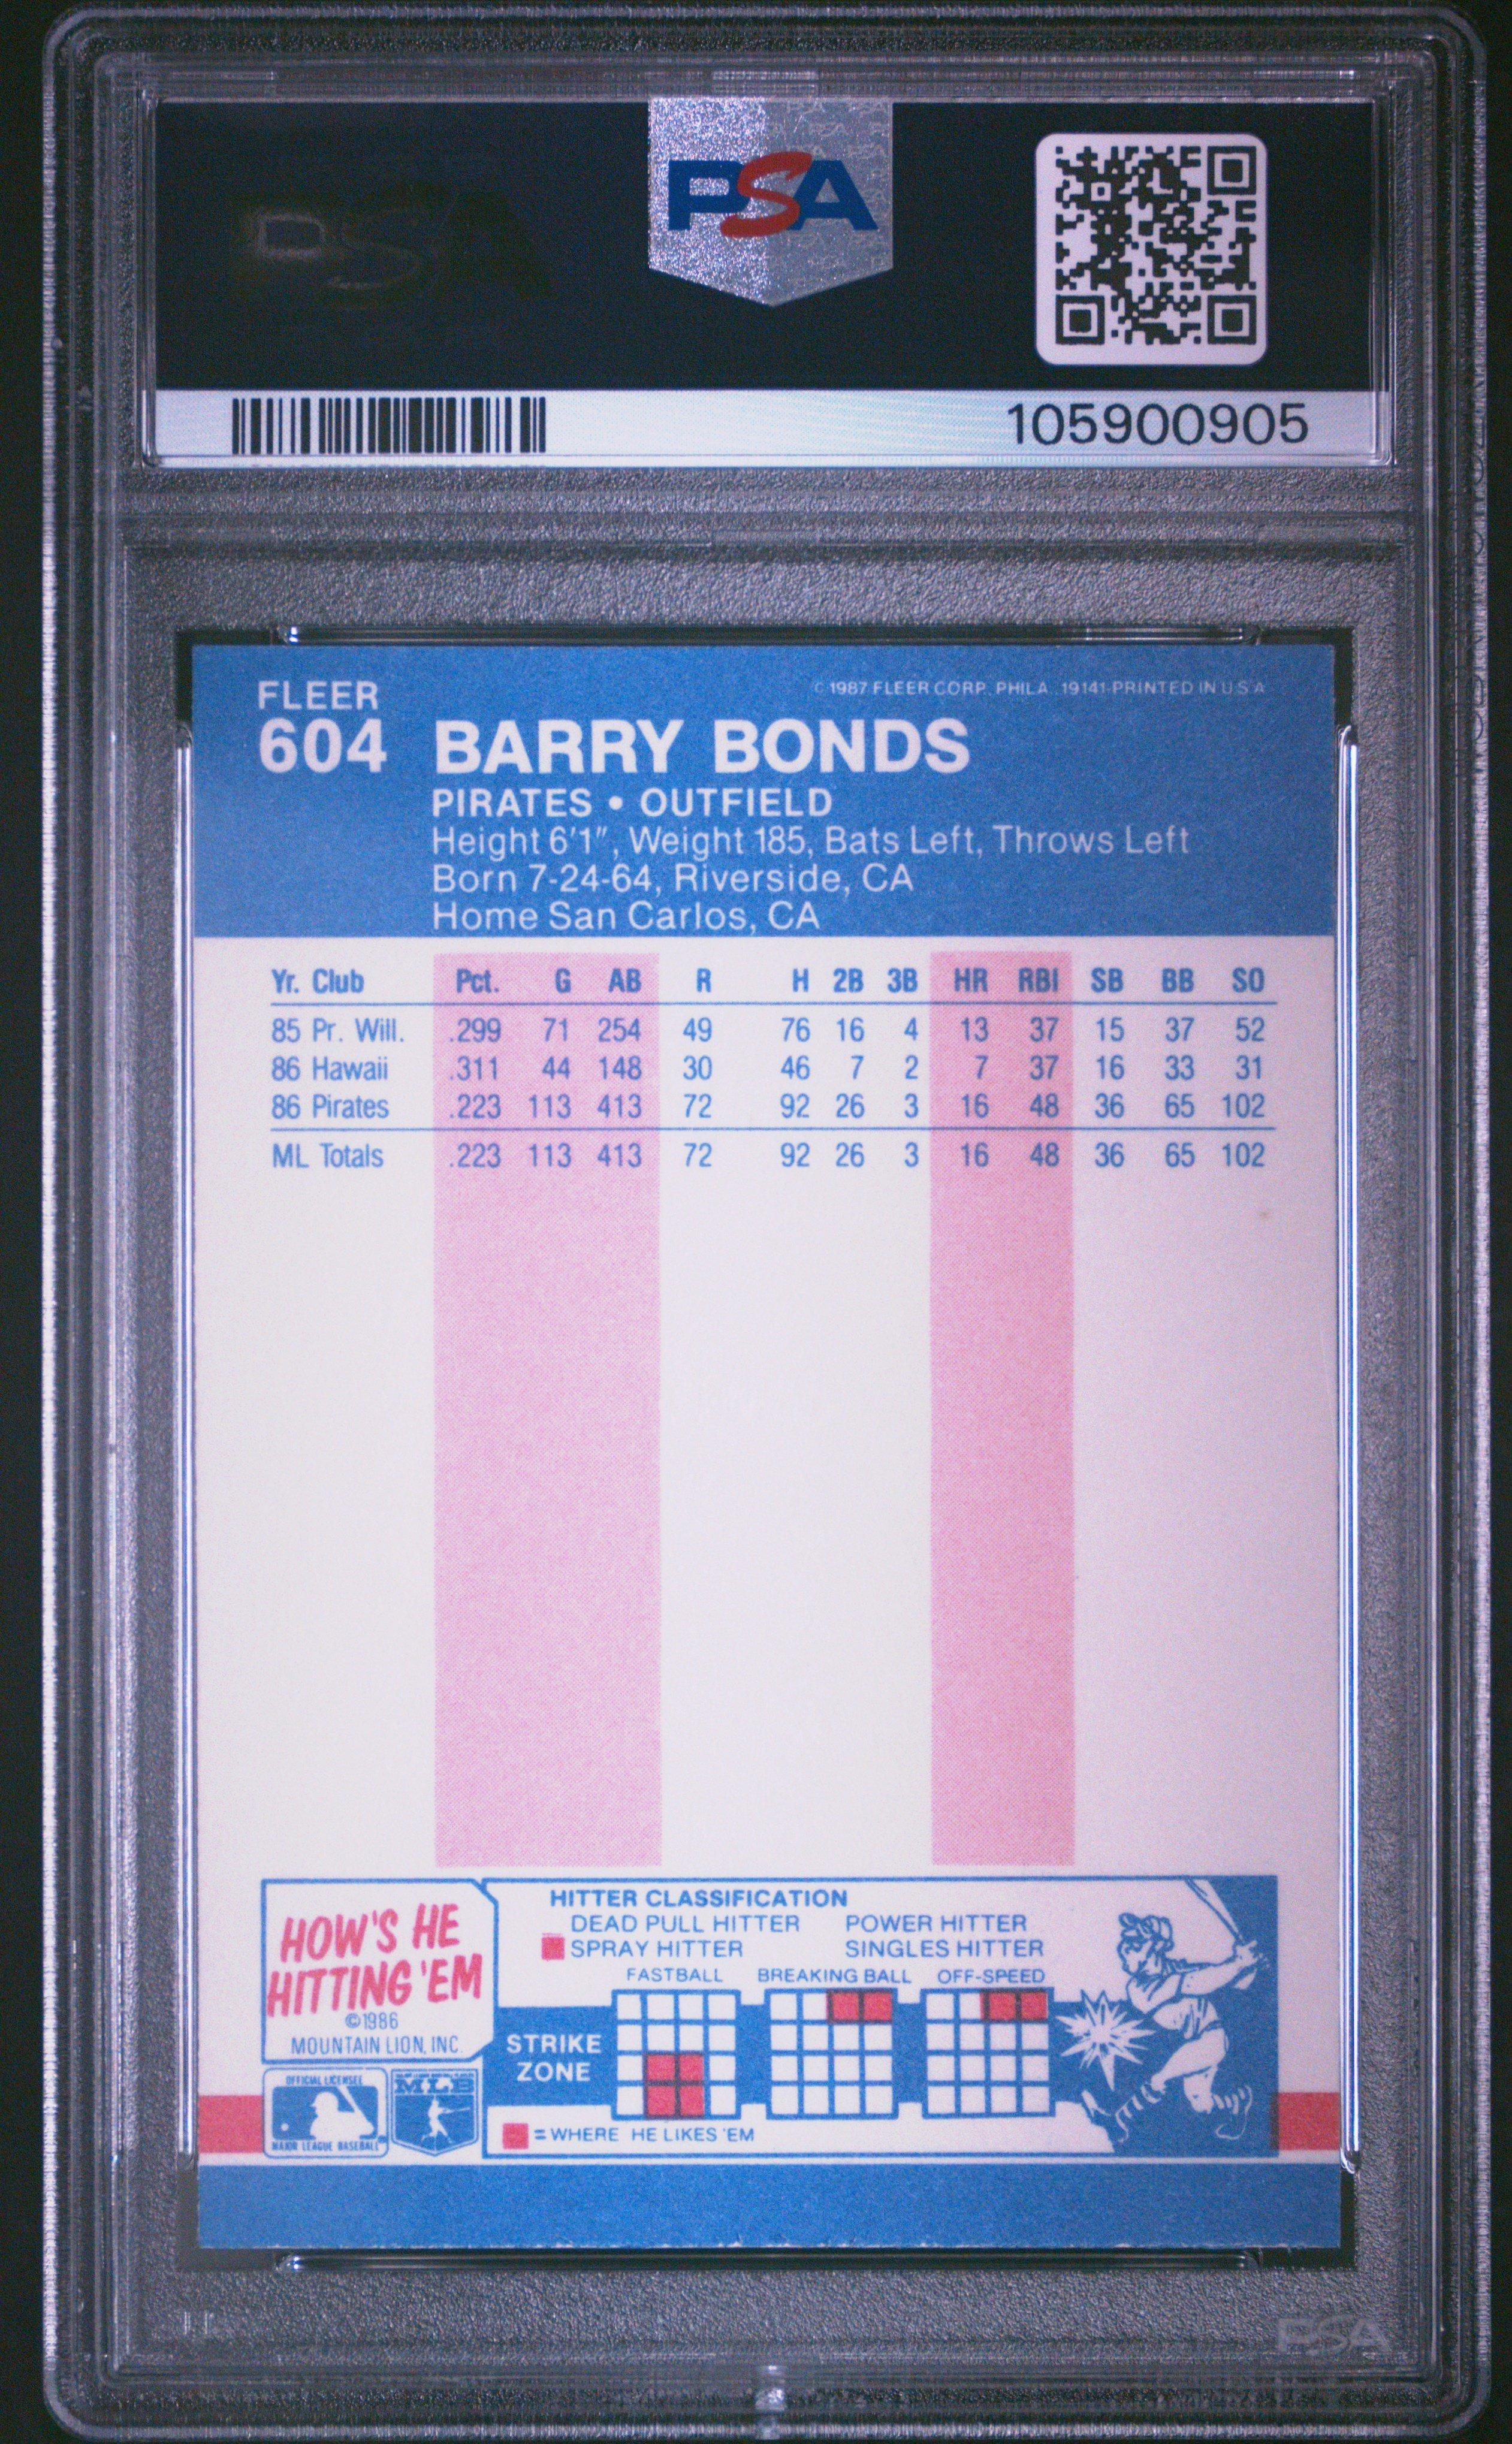 PSA
PSA
105900905
FLEER
© 1987 FLEER CORP. PHILA. 19141-PRINTED IN U S A
604 BARRY BONDS
PIRATES • OUTFIELD
Height 6'1", Weight 185, Bats Left, Throws Left
Born 7-24-64, Riverside, CA
Home San Carlos, CA
Yr. Club Pct. G AB R H 2B 3B HR RBI SB BB SO
85 Pr. Will. .299 71 254 49 76 16 4 13 37 15 37 52
86 Hawaii .311 44 148 30 46 7 2 7 37 16 33 31
86 Pirates .223 113 413 72 92 26 3 16 48 36 65 102
ML Totals .223 113 413 72 92 26 3 16 48 36 65 102
HOW'S HE
HITTING 'EM
©1986
MOUNTAIN LION, INC.
HITTER CLASSIFICATION
DEAD PULL HITTER POWER HITTER
SPRAY HITTER SINGLES HITTER
FASTBALL BREAKING BALL OFF-SPEED
STRIKE
ZONE
= WHERE HE LIKES 'EM
OFFICIAL LICENSEE
MAJOR LEAGUE BASEBALL
MLB
PSA